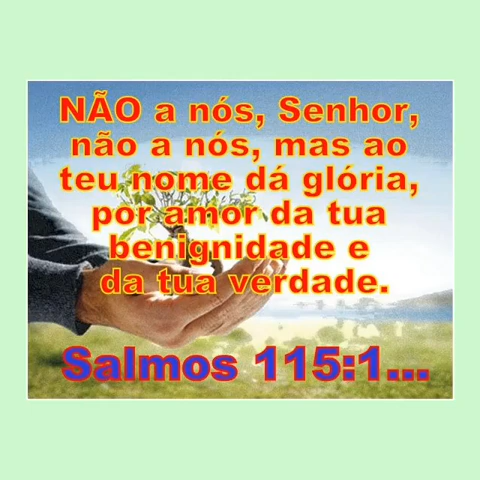 NÃO a nós, Senhor,
não a nós, mas ao
teu nome dá glória,
por amor da tua
benignidade e
da tua verdade.
Salmos 115:1...